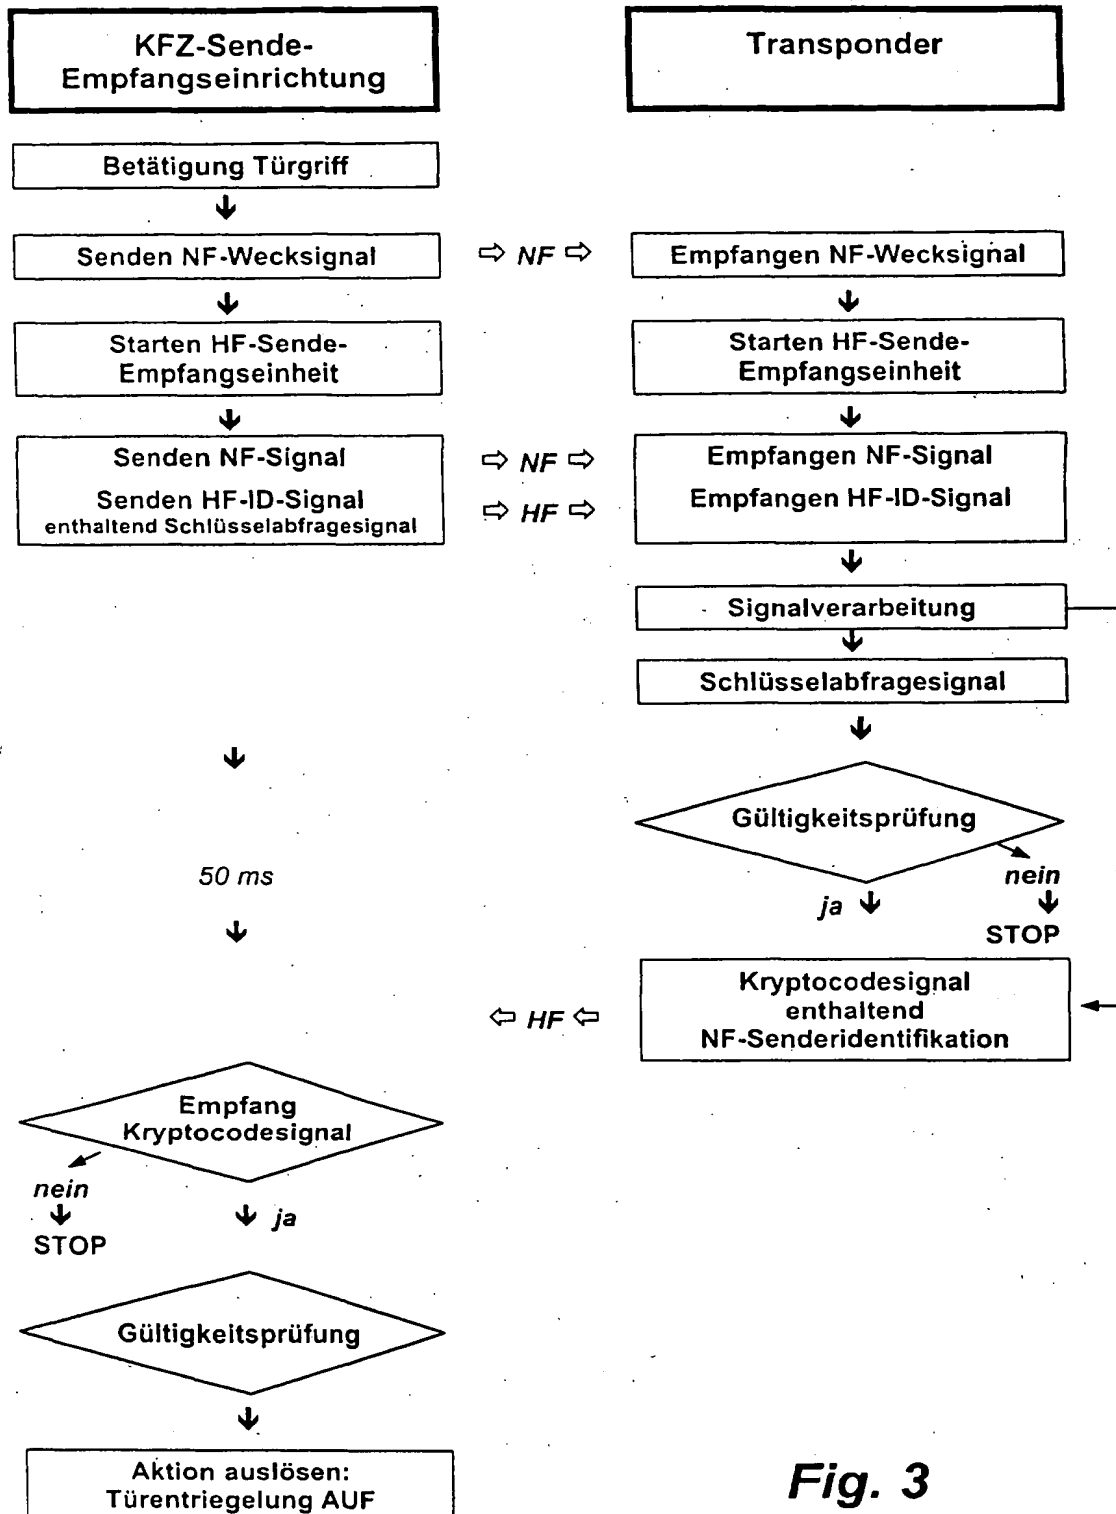 KFZ-Sende-
Empfangseinrichtung
Transponder
Betätigung Türgriff
Senden NF-Wecksignal
NF
Empfangen NF-Wecksignal
Starten HF-Sende-
Empfangseinheit
Starten HF-Sende-
Empfangseinheit
Senden NF-Signal
NF
Empfangen NF-Signal
Senden HF-ID-Signal
enthaltend Schlüsselabfragesignal
HF
Empfangen HF-ID-Signal
Signalverarbeitung
Schlüsselabfragesignal
Gültigkeitsprüfung
50 ms
nein
ja
STOP
Kryptocodesignal
enthaltend
NF-Senderidentifikation
HF
Empfang
Kryptocodesignal
nein
ja
STOP
Gültigkeitsprüfung
Aktion auslösen:
Türentriegelung AUF
Fig. 3